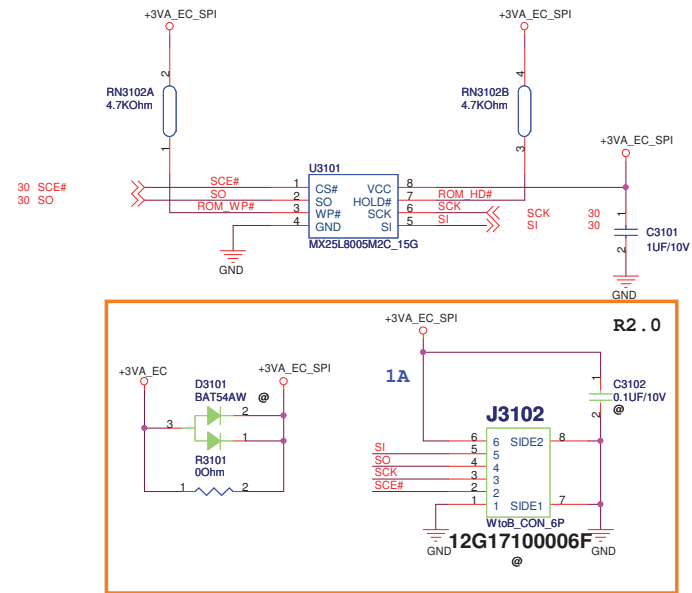 +3VA_EC_SPI
+3VA_EC_SPI
2
4
RN3102A
4.7KOhm
RN3102B
4.7KOhm
1
3
+3VA_EC_SPI
U3101
30 SCE#
SCE#
1
CS#
VCC
8
30 SO
SO
2
SO
HOLD#
7
ROM_HD#
ROM_WP#
3
WP#
SCK
6
SCK
SCK
30
4
GND
SI
5
SI
SI
30
MX25L8005M2C_15G
1
C3101
1UF/10V
2
GND
GND
R2.0
+3VA_EC_SPI
+3VA_EC
+3VA_EC_SPI
1A
D3101
BAT54AW
@
3
2
1
R3101
0Ohm
1
2
1
C3102
0.1UF/10V
@
2
J3102
6
6
SIDE2
8
SI
5
5
SO
4
4
SCK
3
3
SCE#
2
2
1
1
SIDE1
7
WtoB_CON_6P
12G17100006F
GND
GND
@